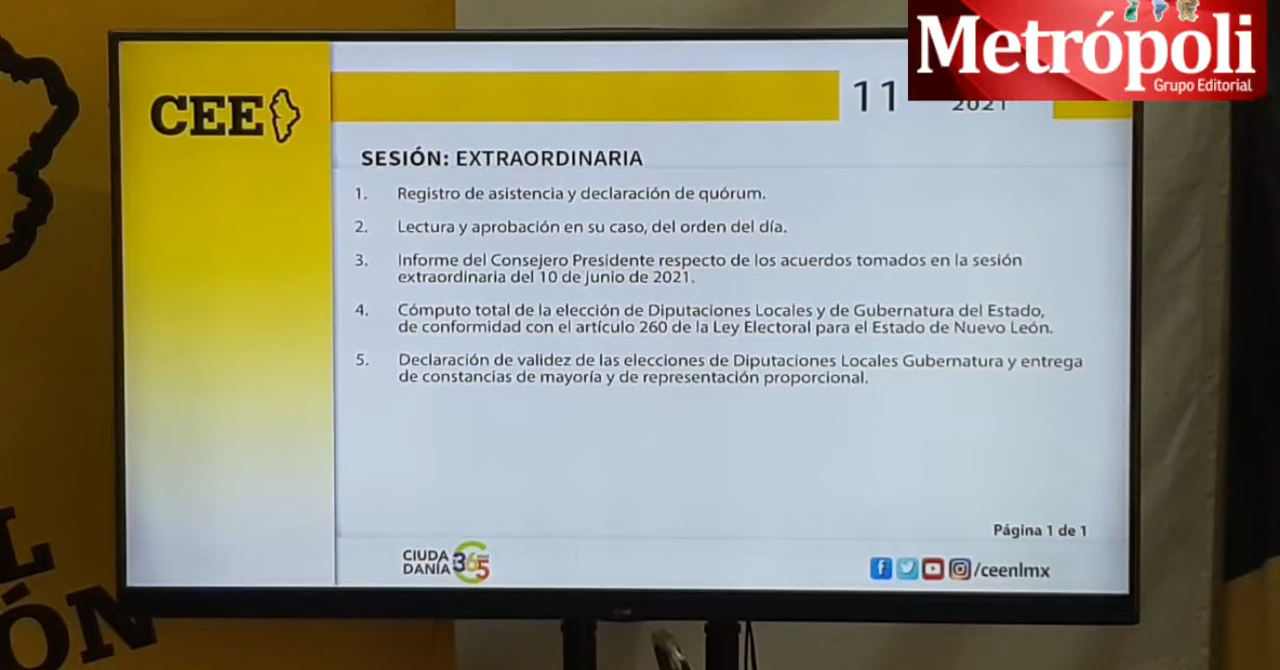 Metrópoli
Grupo Editorial
CEE
11
2021
SESIÓN: EXTRAORDINARIA
1. Registro de asistencia y declaración de quórum.
2. Lectura y aprobación en su caso, del orden del día.
3. Informe del Consejero Presidente respecto de los acuerdos tomados en la sesión
extraordinaria del 10 de junio de 2021.
4. Cómputo total de la elección de Diputaciones Locales y de Gubernatura del Estado,
de conformidad con el artículo 260 de la Ley Electoral para el Estado de Nuevo León.
5. Declaración de validez de las elecciones de Diputaciones Locales Gubernatura y entrega
de constancias de mayoría y de representación proporcional.
Página 1 de 1
CIUDA
DANÍA 365
/ceenlmx
L
ÓN